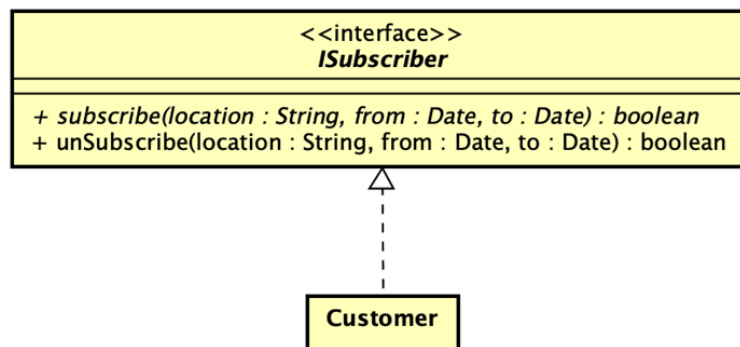 <<interface>>
ISubscriber
+ subscribe(location : String, from : Date, to : Date) : boolean
+ unSubscribe(location : String, from : Date, to : Date) : boolean
Customer